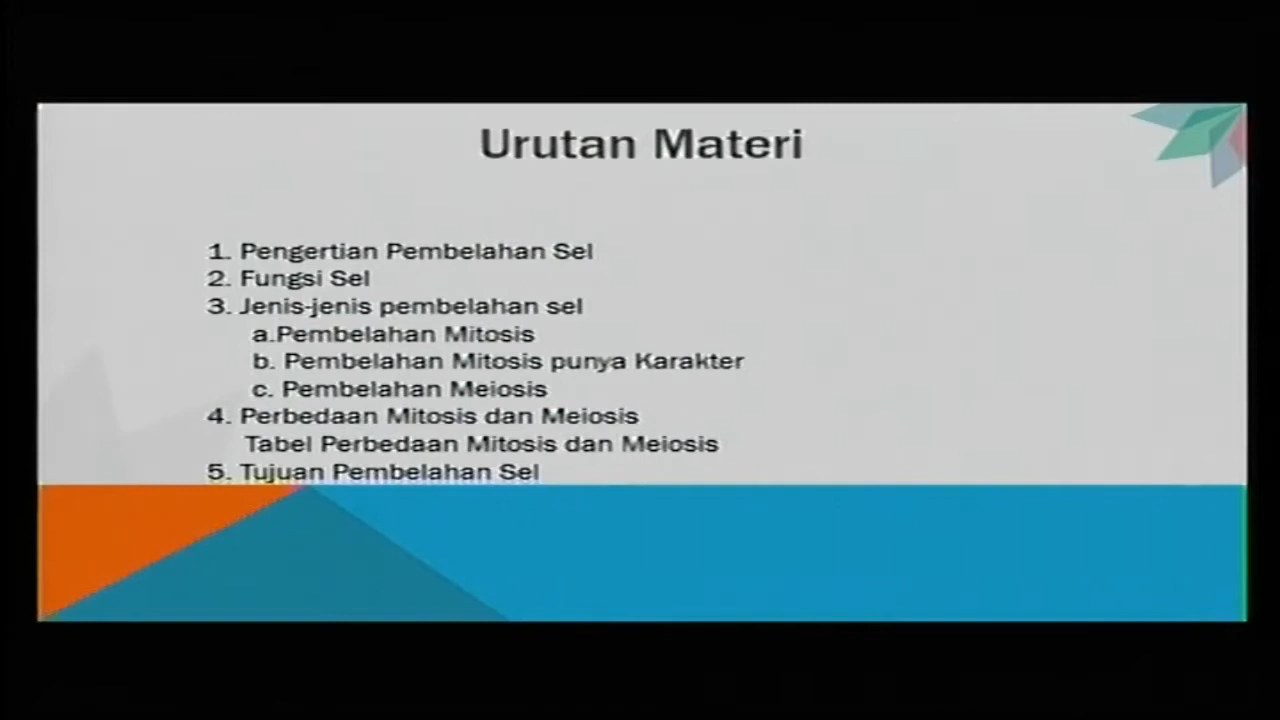 Urutan Materi
1. Pengertian Pembelahan Sel
2. Fungsi Sel
3. Jenis-jenis pembelahan sel
a.Pembelahan Mitosis
b. Pembelahan Mitosis punya Karakter
c. Pembelahan Meiosis
4. Perbedaan Mitosis dan Meiosis
Tabel Perbedaan Mitosis dan Meiosis
5. Tujuan Pembelahan Sel